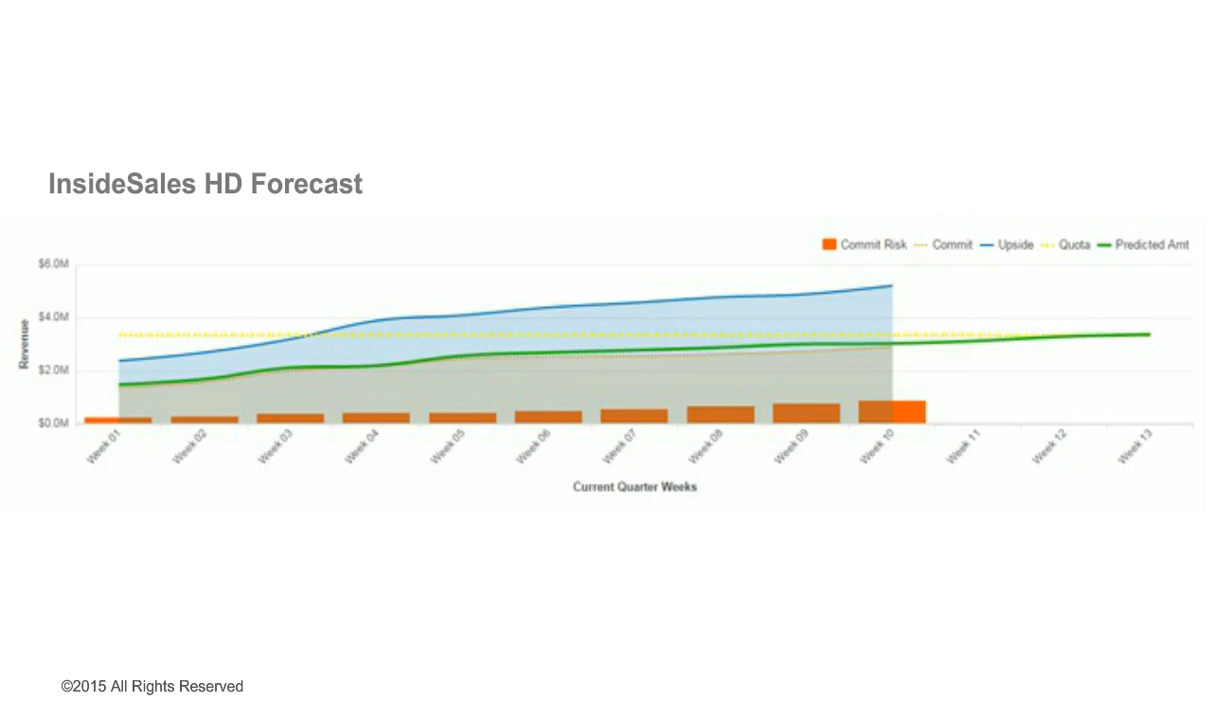 InsideSales HD Forecast
Commit Risk Commit Upside Quota Predicted Amt
$6.0M
$4.0M
$2.0M
$0.0M
Revenue
Week 01 Week 02 Week 03 Week 04 Week 05 Week 06 Week 07 Week 08 Week 09 Week 10 Week 11 Week 12 Week 13
Current Quarter Weeks
©2015 All Rights Reserved